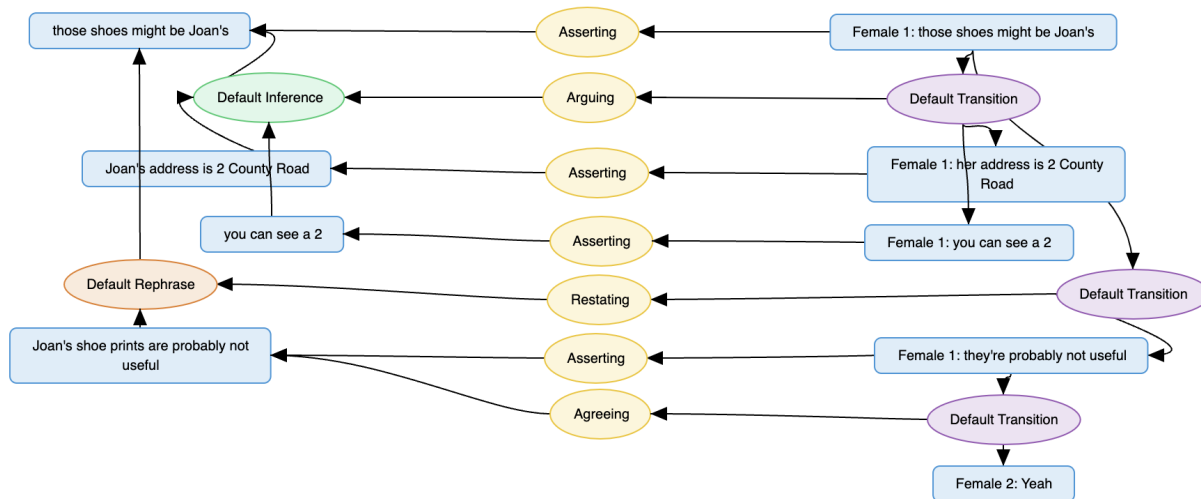 those shoes might be Joan's
Asserting
Female 1: those shoes might be Joan's
Default Inference
Arguing
Default Transition
Joan's address is 2 County Road
Asserting
Female 1: her address is 2 County
Road
you can see a 2
Asserting
Female 1: you can see a 2
Default Rephrase
Restating
Default Transition
Joan's shoe prints are probably not
useful
Asserting
Female 1: they're probably not useful
Agreeing
Default Transition
Female 2: Yeah